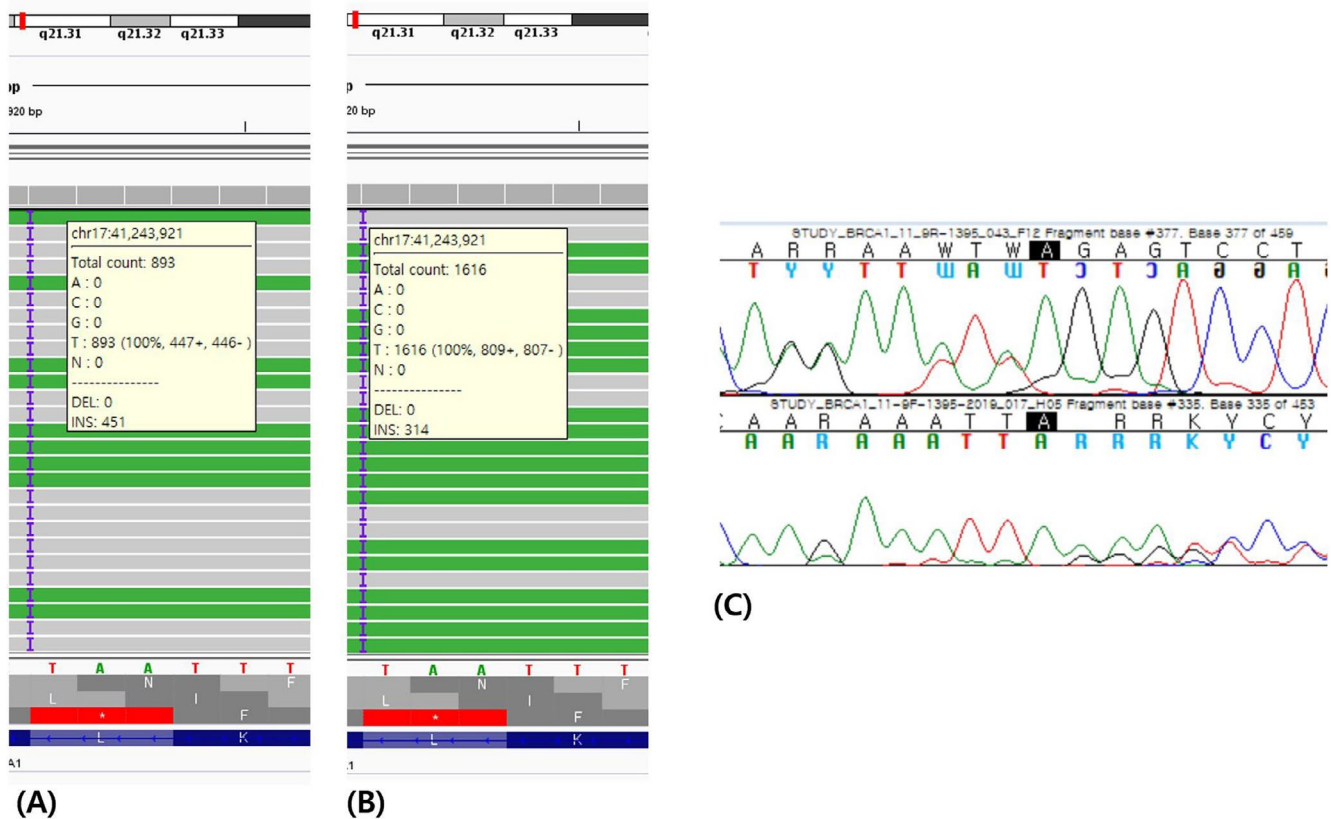 q21.31 q21.32 q21.33
bp
920 bp
chr17:41,243,921
Total count: 893
A : 0
C : 0
G : 0
T : 893 (100%, 447+, 446- )
N : 0
---------------
DEL: 0
INS: 451
T A A T T T
N F
L I
* F
L K
A1
(A)
q21.31 q21.32 q21.33
p
20 bp
chr17:41,243,921
Total count: 1616
A : 0
C : 0
G : 0
T : 1616 (100%, 809+, 807- )
N : 0
---------------
DEL: 0
INS: 314
T A A T T T
N F
L I
* F
L K
.1
(B)
STUDY_BRCA1_11_9R-1395_043_F12 Fragment base #377. Base 377 of 459
A R R A A W T W A G A G T C C T
T Y Y T T W A W T C T C A G G A
STUDY_BRCA1_11-9F-1395-2019_017_H05 Fragment base #335. Base 335 of 453
A A R A A A T T A R R K Y C Y
A A R A A A T T A R R R K Y C Y
(C)